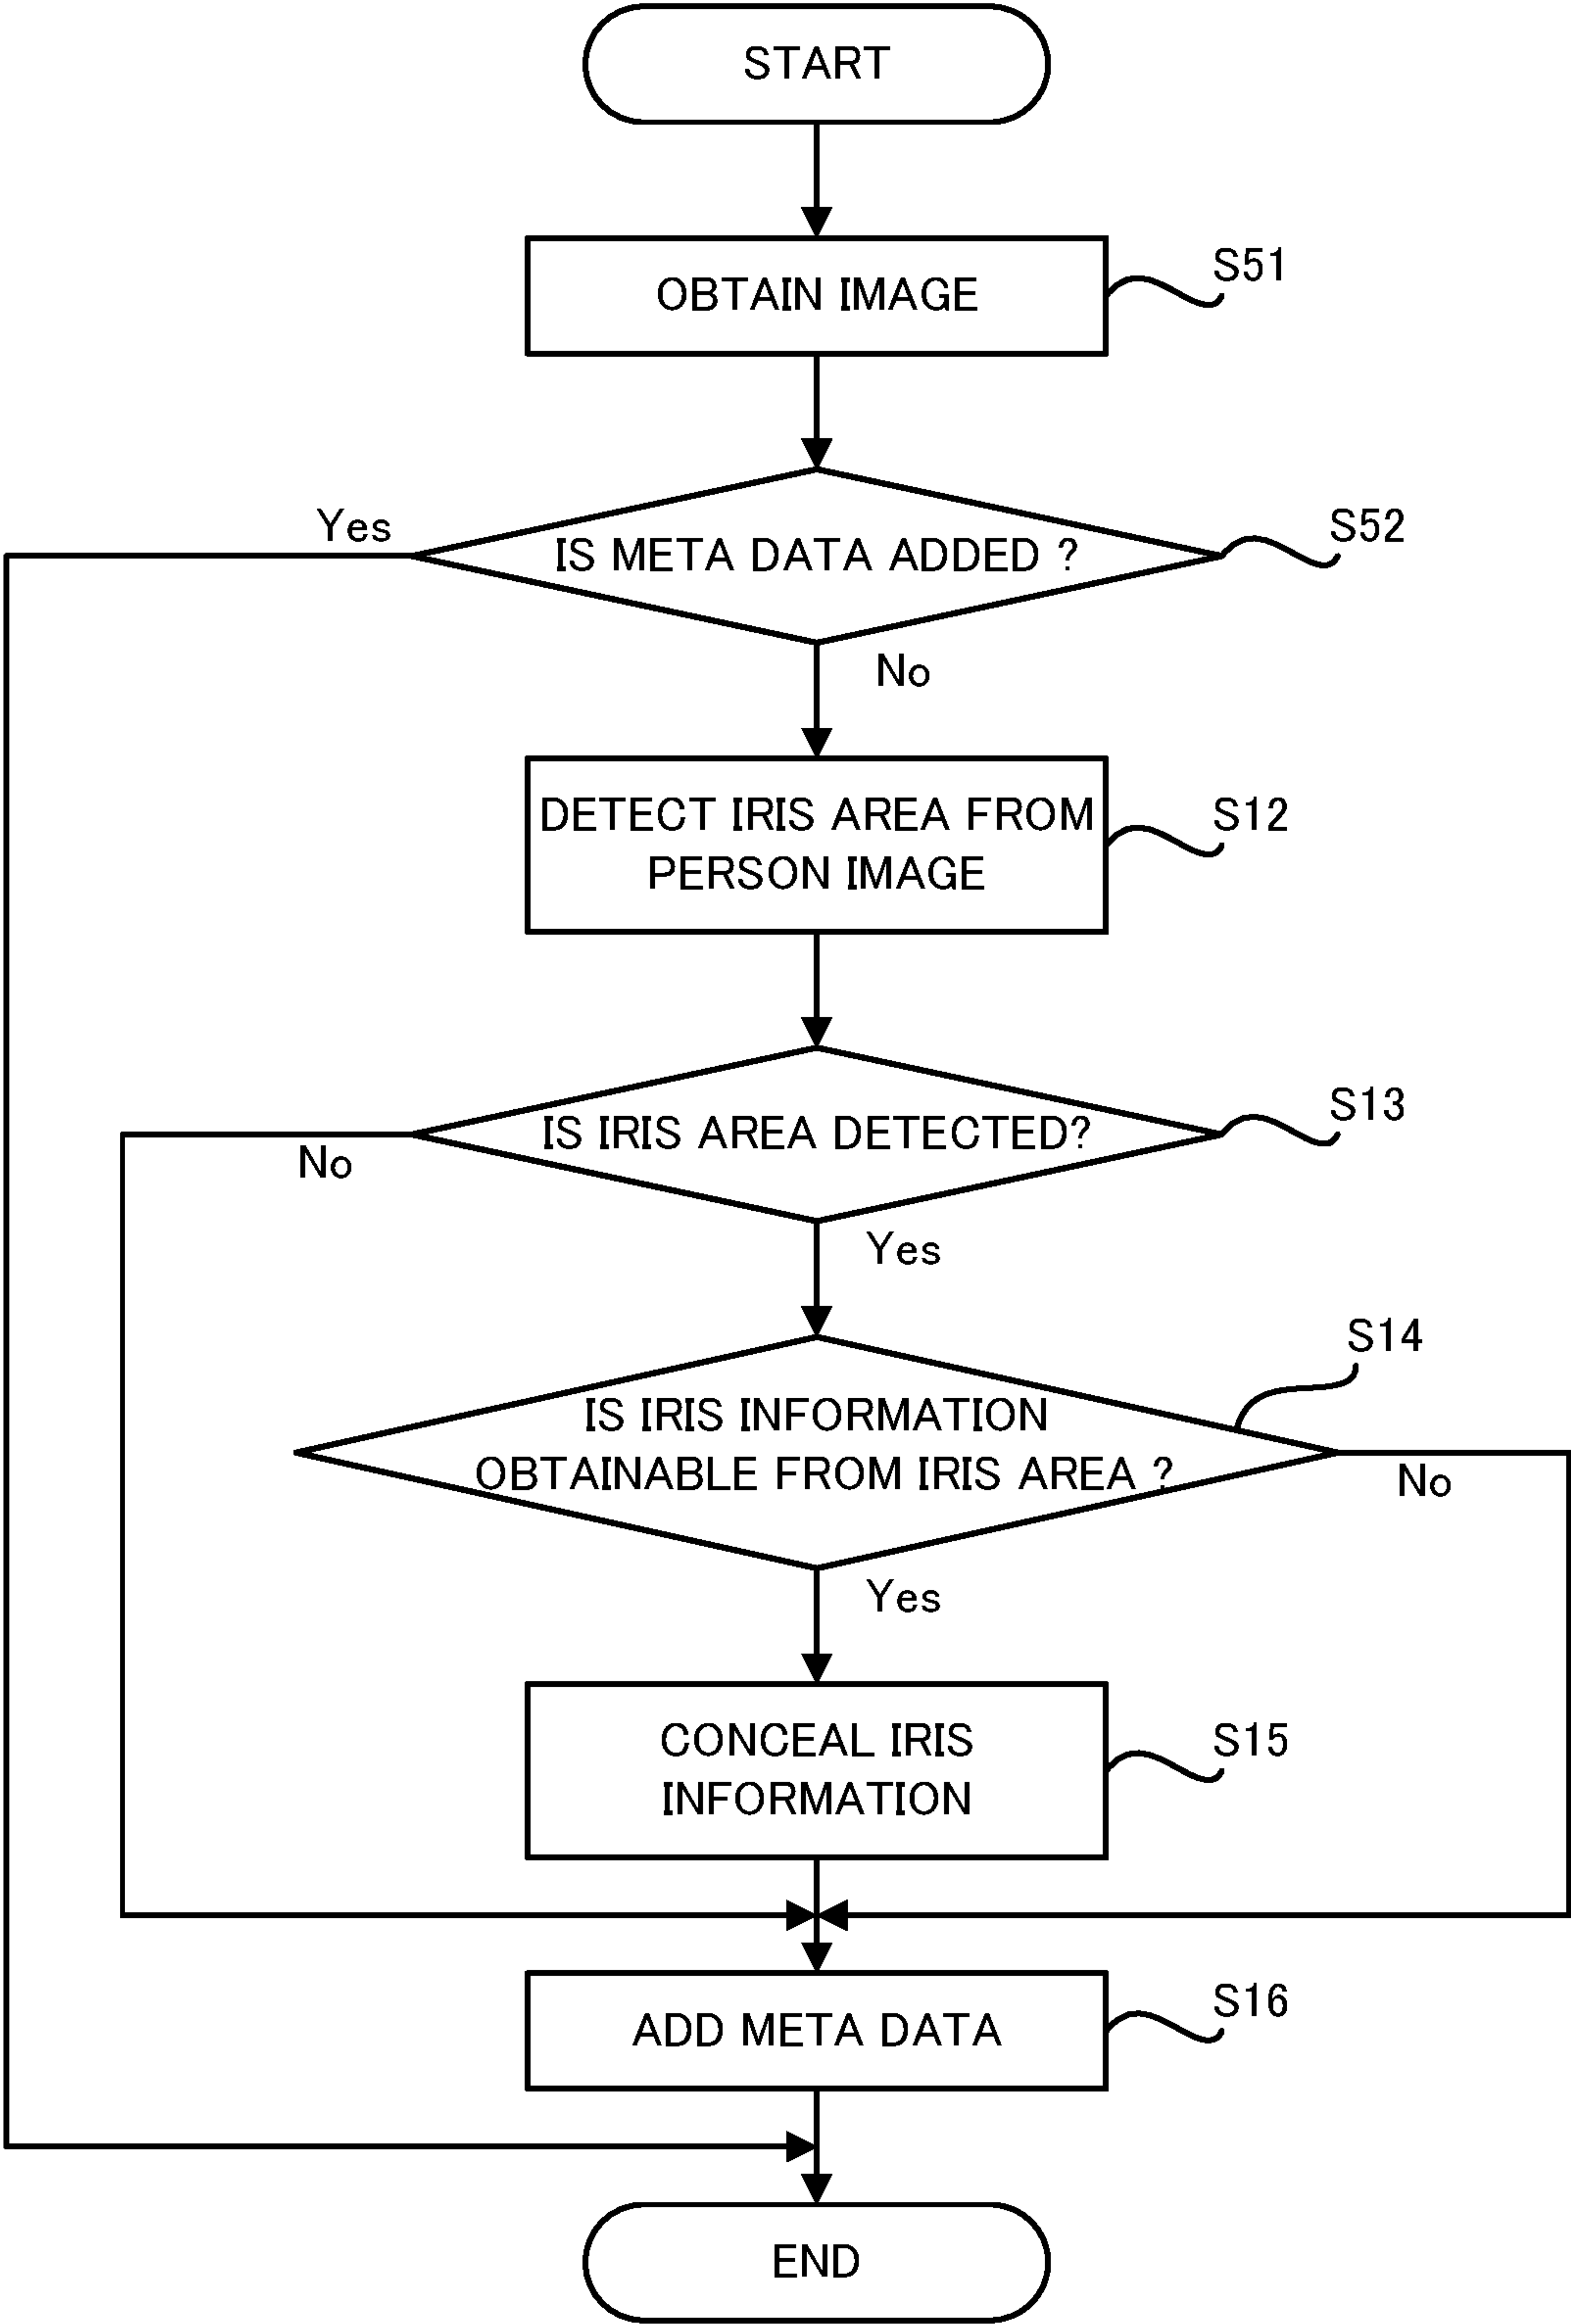 START
OBTAIN IMAGE
S51
Yes
IS META DATA ADDED ?
S52
No
DETECT IRIS AREA FROM
PERSON IMAGE
S12
IS IRIS AREA DETECTED?
S13
No
Yes
S14
IS IRIS INFORMATION
OBTAINABLE FROM IRIS AREA ?
No
Yes
CONCEAL IRIS
INFORMATION
S15
ADD META DATA
S16
END